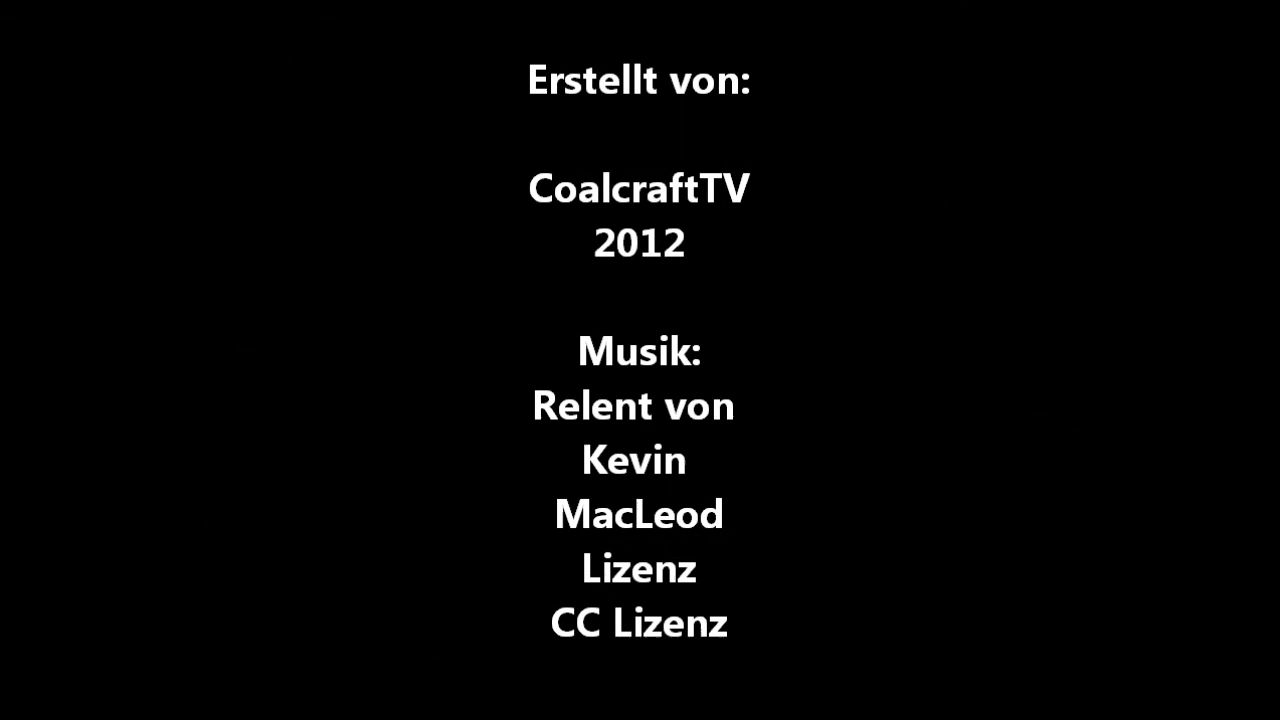 Erstellt von:
CoalcraftTV
2012
Musik:
Relent von
Kevin
MacLeod
Lizenz
CC Lizenz